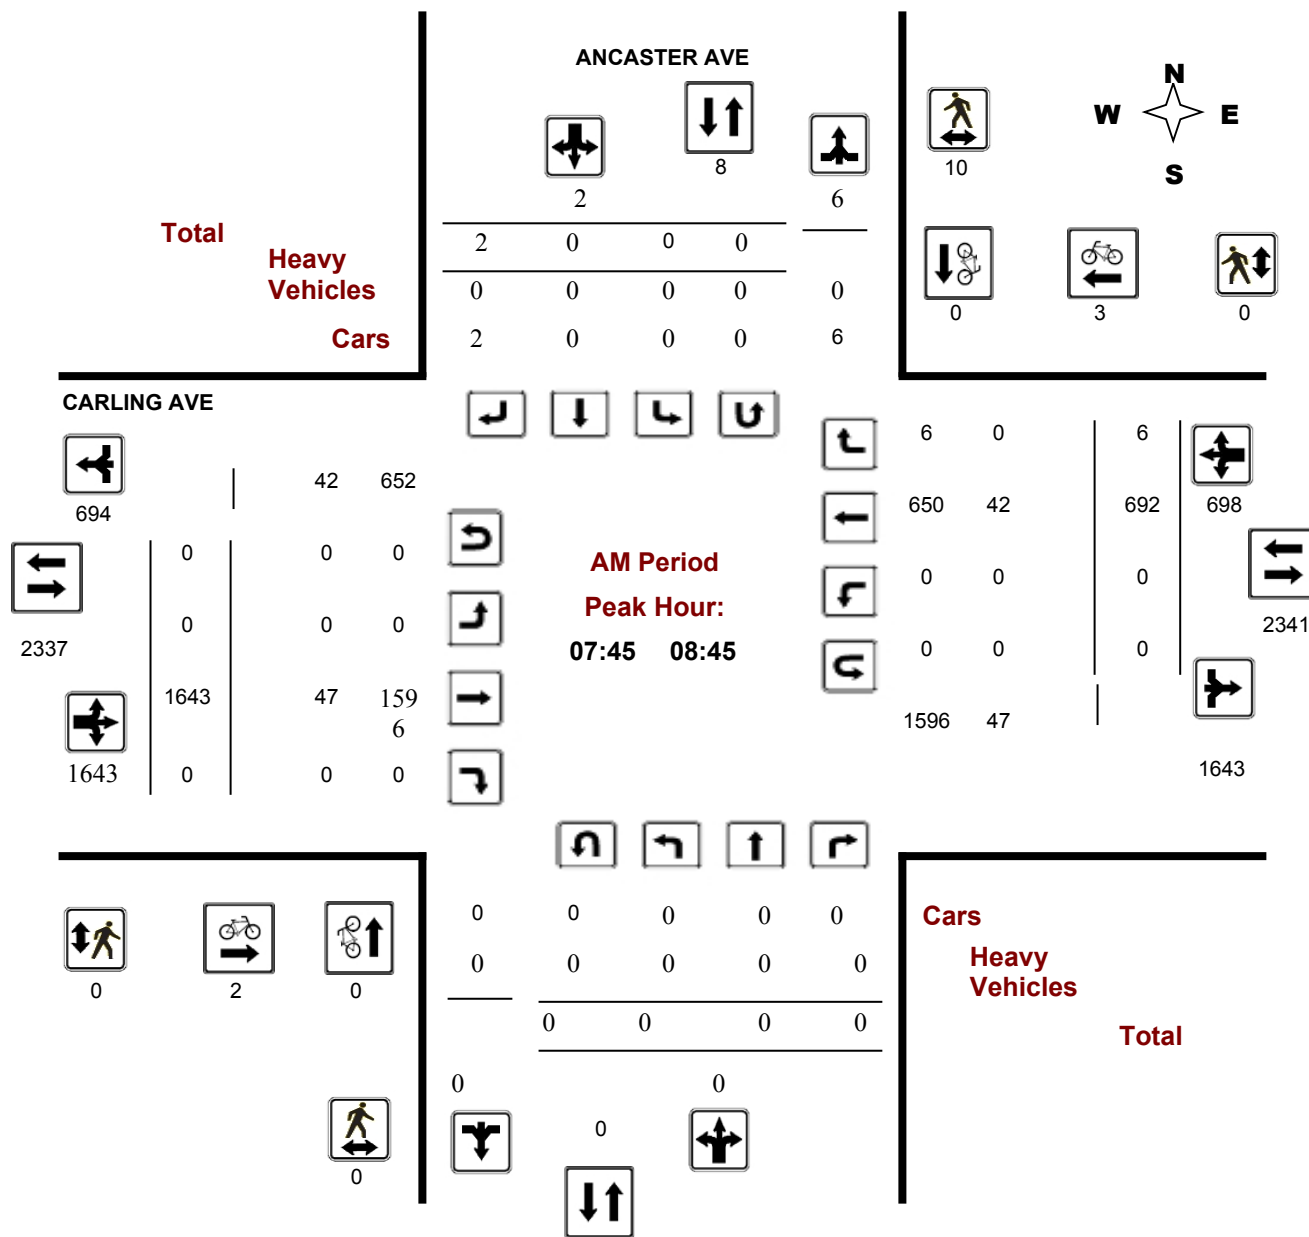 ANCASTER AVE
N
W E
S
8
10
2 6
Total 2 0 0 0
Heavy
Vehicles 0 0 0 0 0
0 3 0
Cars 2 0 0 0 6
CARLING AVE
6 0 6
42 652
694
650 42 692 698
0 0 0
AM Period
0 0 0
Peak Hour:
0 0 0
2341
2337
07:45 08:45
0 0 0
1643 47 159
6
1596 47
1643 0 0 0
1643
0 0 0 0 0
Cars
0 0 0 0 0
Heavy
Vehicles
0 2 0
0 0 0 0
Total
0 0
0
0